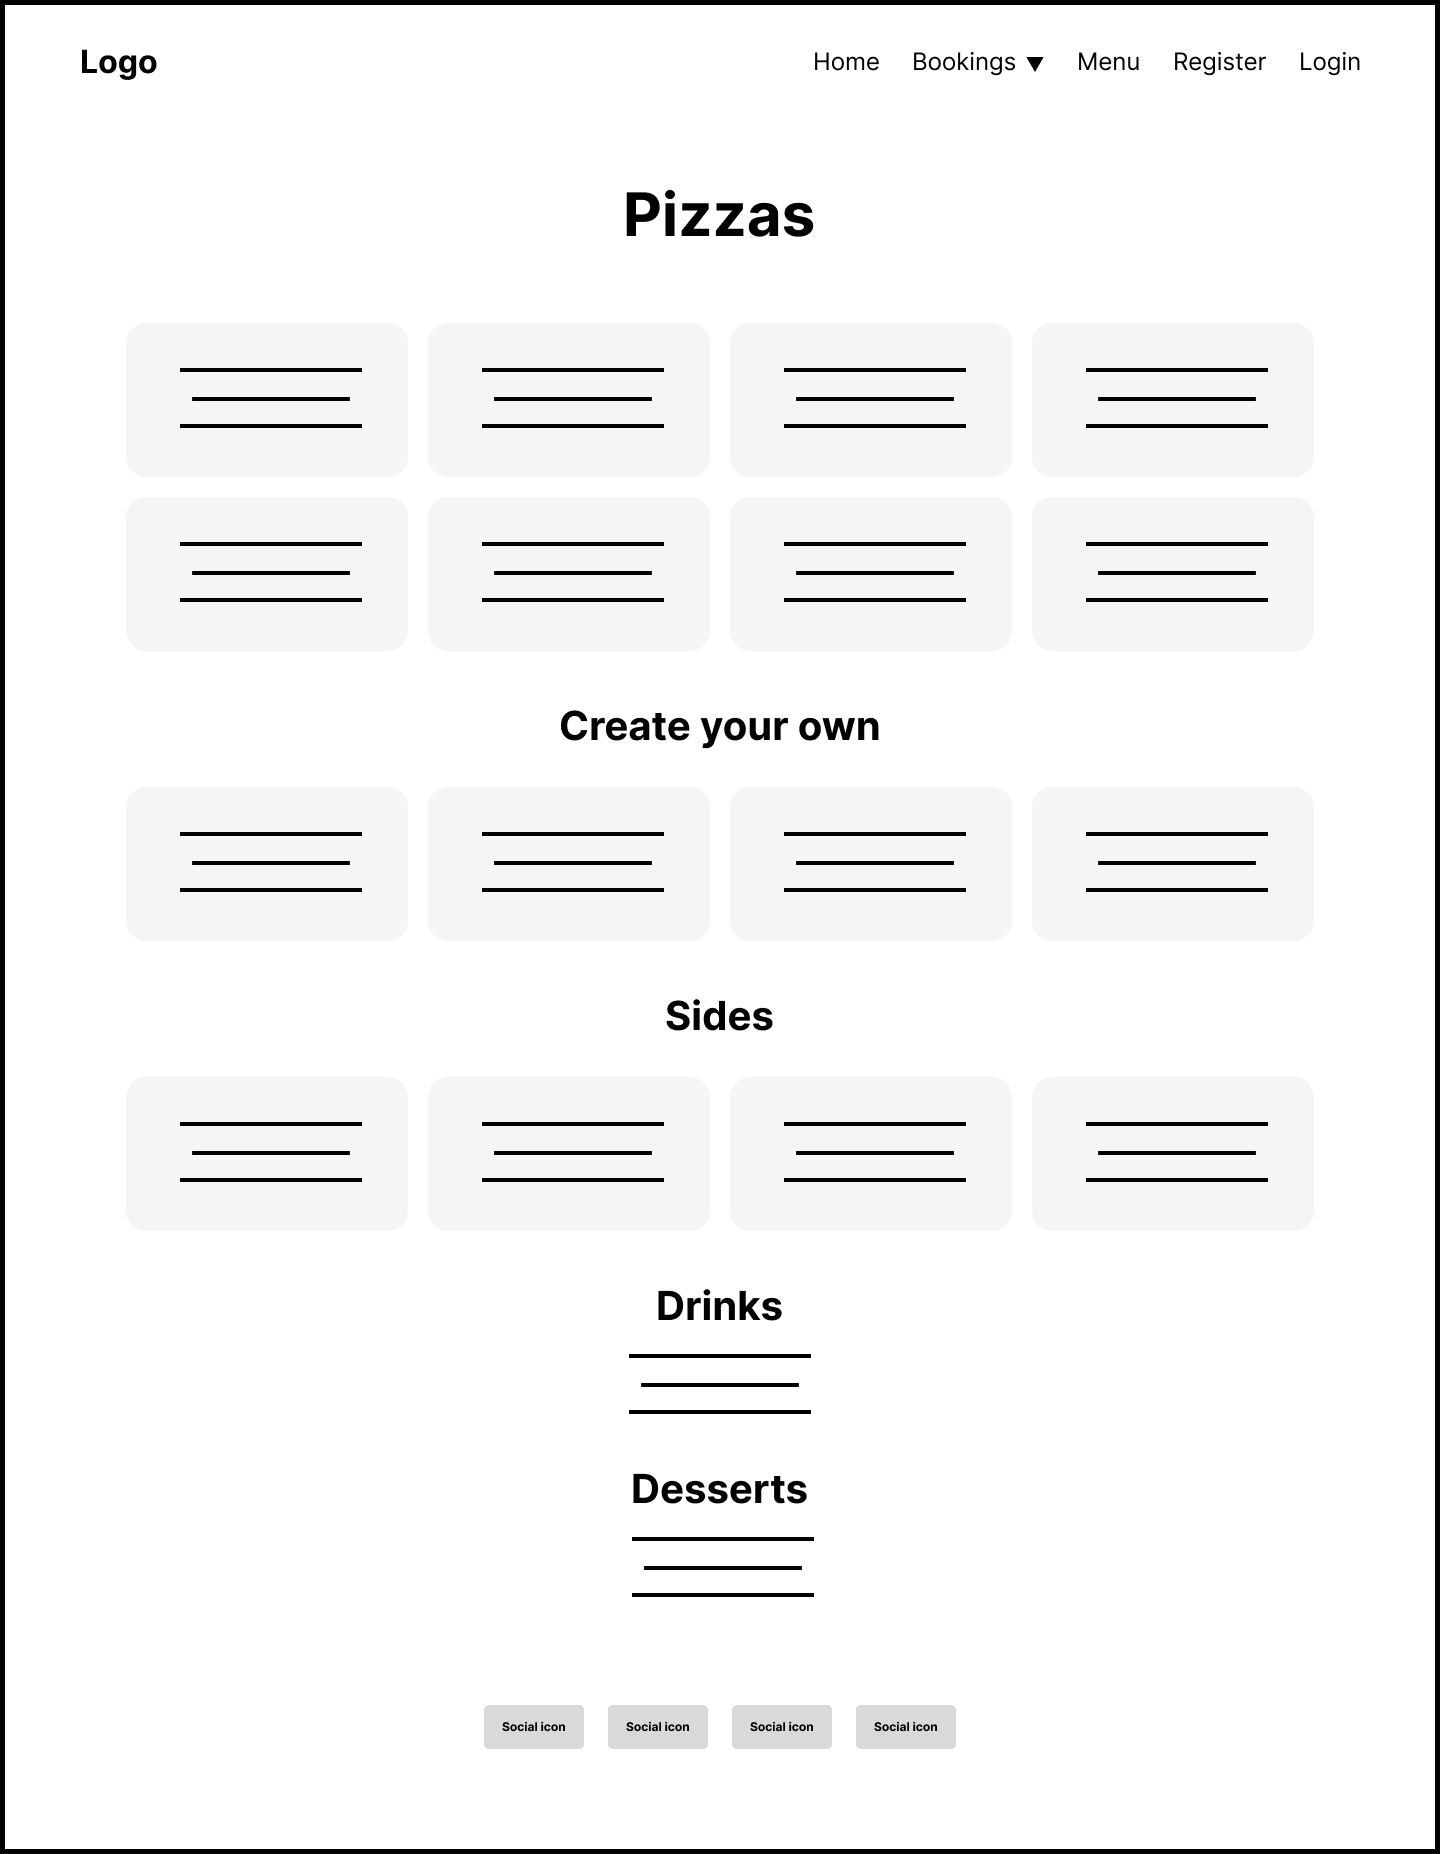 Logo
Home Bookings ▼ Menu Register Login
Pizzas
Create your own
Sides
Drinks
Desserts
Social icon Social icon Social icon Social icon